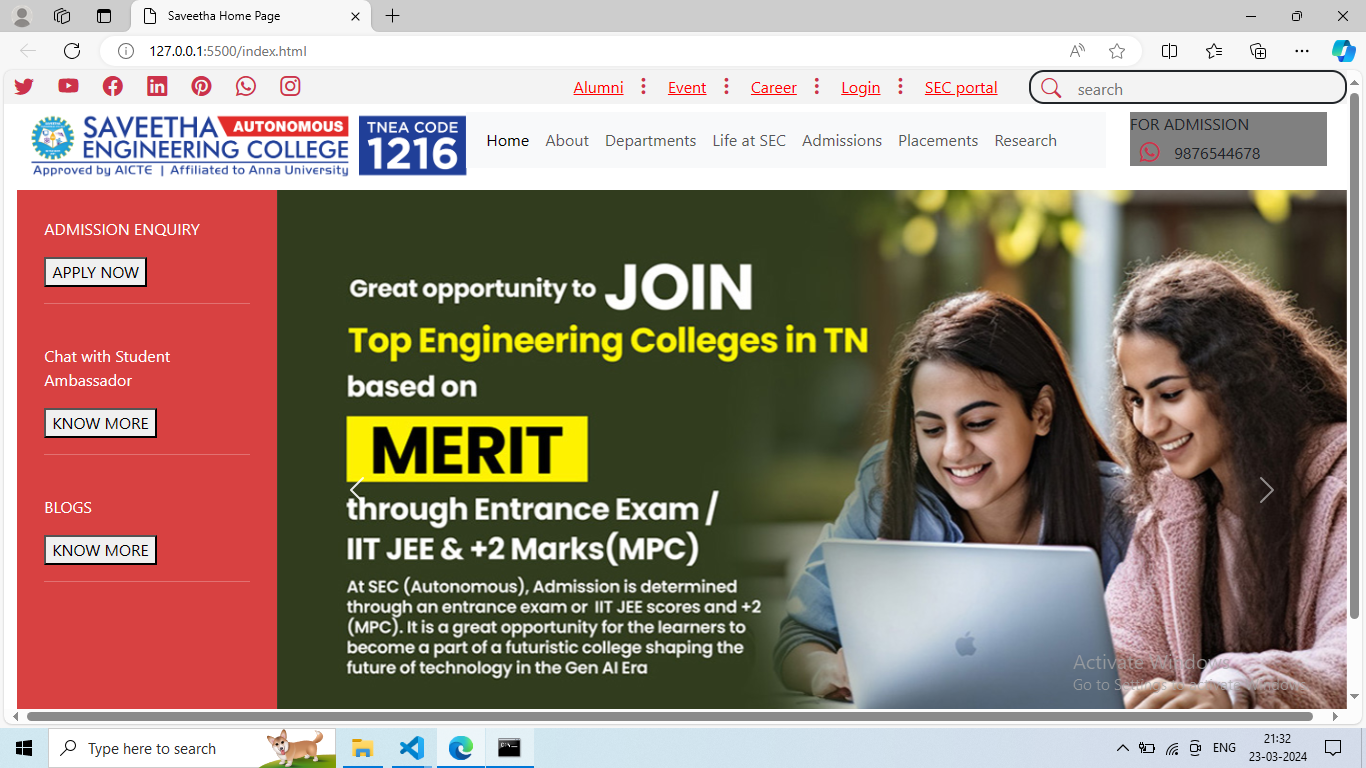 Saveetha Home Page
127.0.0.1:5500/index.html
Alumni Event Career Login SEC portal search
SAVEETHA AUTONOMOUS
ENGINEERING COLLEGE
Approved by AICTE | Affiliated to Anna University
TNEA CODE
1216
Home About Departments Life at SEC Admissions Placements Research
FOR ADMISSION
9876544678
ADMISSION ENQUIRY
APPLY NOW
Chat with Student
Ambassador
KNOW MORE
BLOGS
KNOW MORE
Great opportunity to JOIN
Top Engineering Colleges in TN
based on
MERIT
through Entrance Exam /
IIT JEE & +2 Marks(MPC)
At SEC (Autonomous), Admission is determined
through an entrance exam or IIT JEE scores and +2
(MPC). It is a great opportunity for the learners to
become a part of a futuristic college shaping the
future of technology in the Gen AI Era
Activate Windows
Go to Settings to activate Windows.
Type here to search
ENG
21:32
23-03-2024